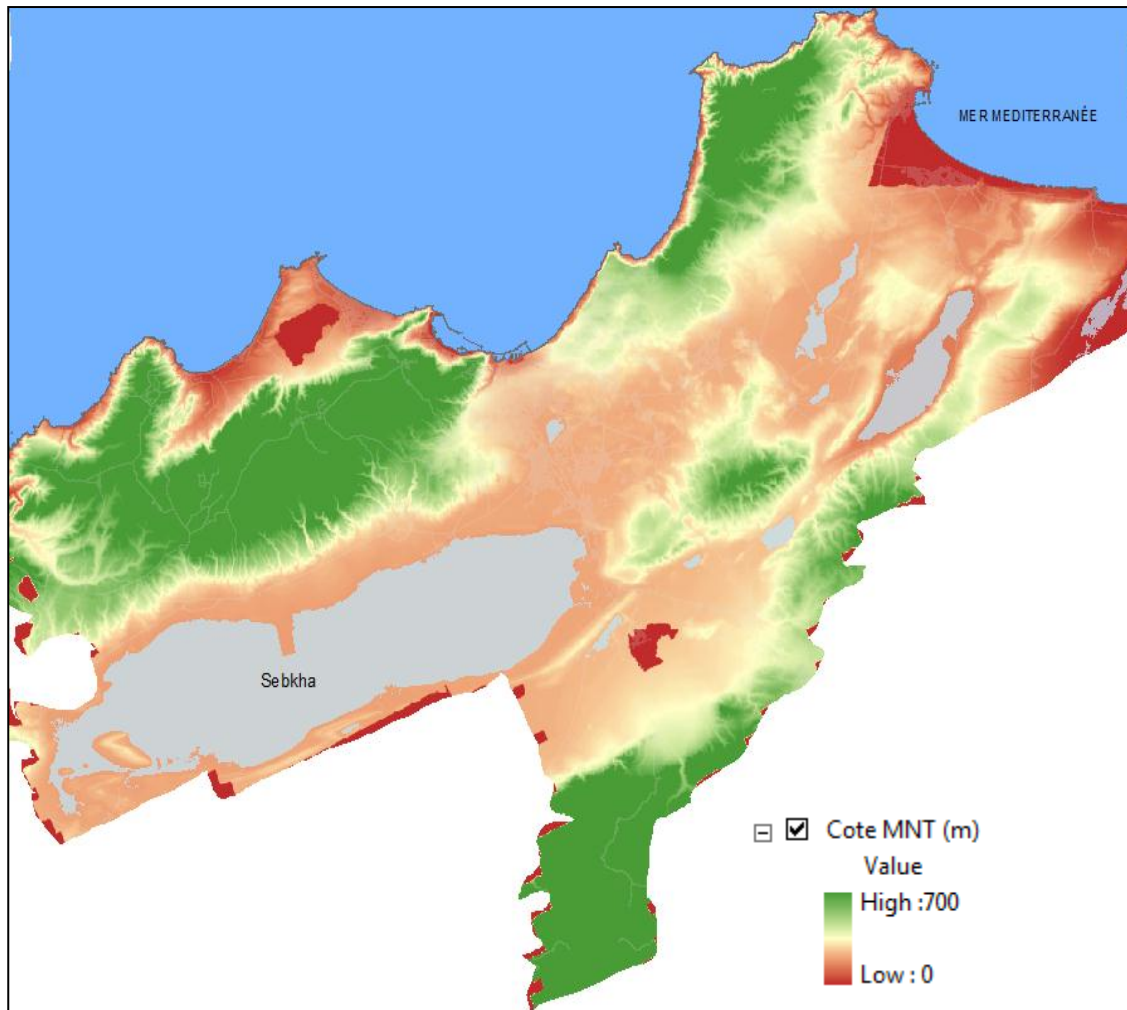 MER MEDITERRANÉE
Sebkha
Cote MNT (m)
Value
High :700
Low : 0